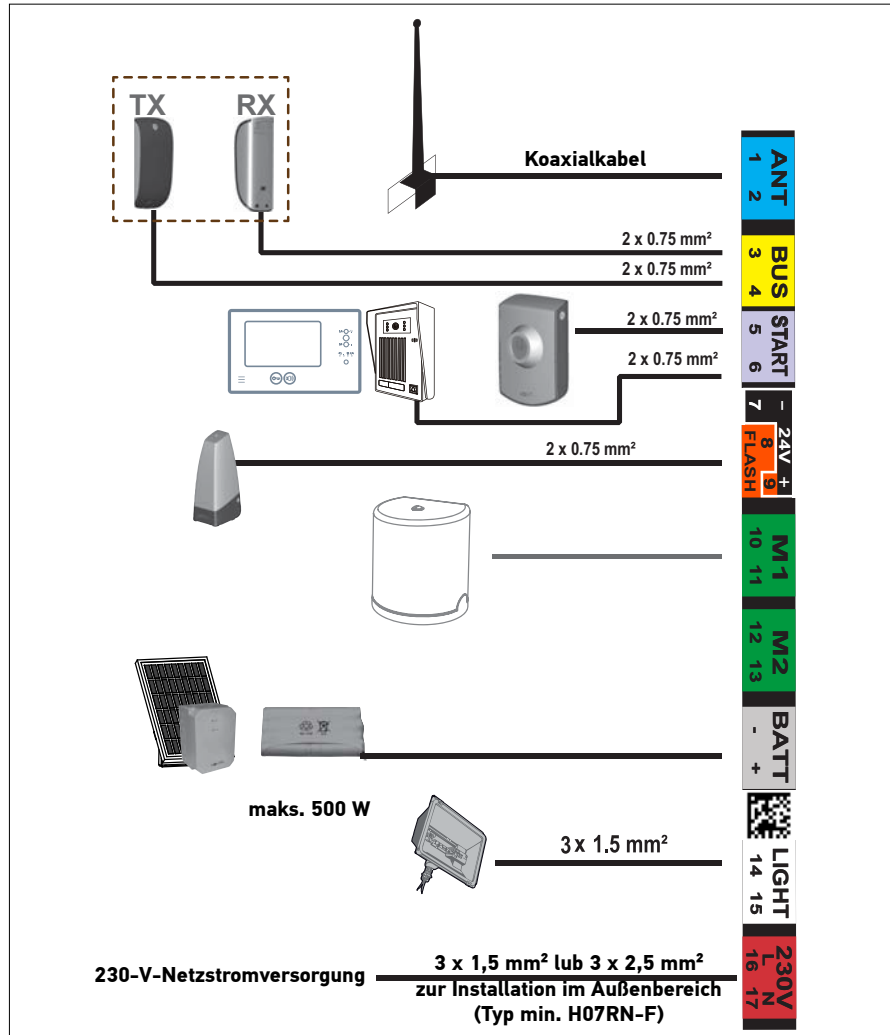 TX RX
Koaxialkabel
ANT
1 2
2 x 0.75 mm²
2 x 0.75 mm²
BUS
3 4
2 x 0.75 mm²
2 x 0.75 mm²
START
5 6
2 x 0.75 mm²
- 24V +
7 8 9
FLASH
M1
10 11
M2
12 13
BATT
- +
maks. 500 W
3 x 1.5 mm²
LIGHT
14 15
230-V-Netzstromversorgung
3 x 1,5 mm² lub 3 x 2,5 mm²
zur Installation im Außenbereich
(Typ min. H07RN-F)
230V
L N
16 17